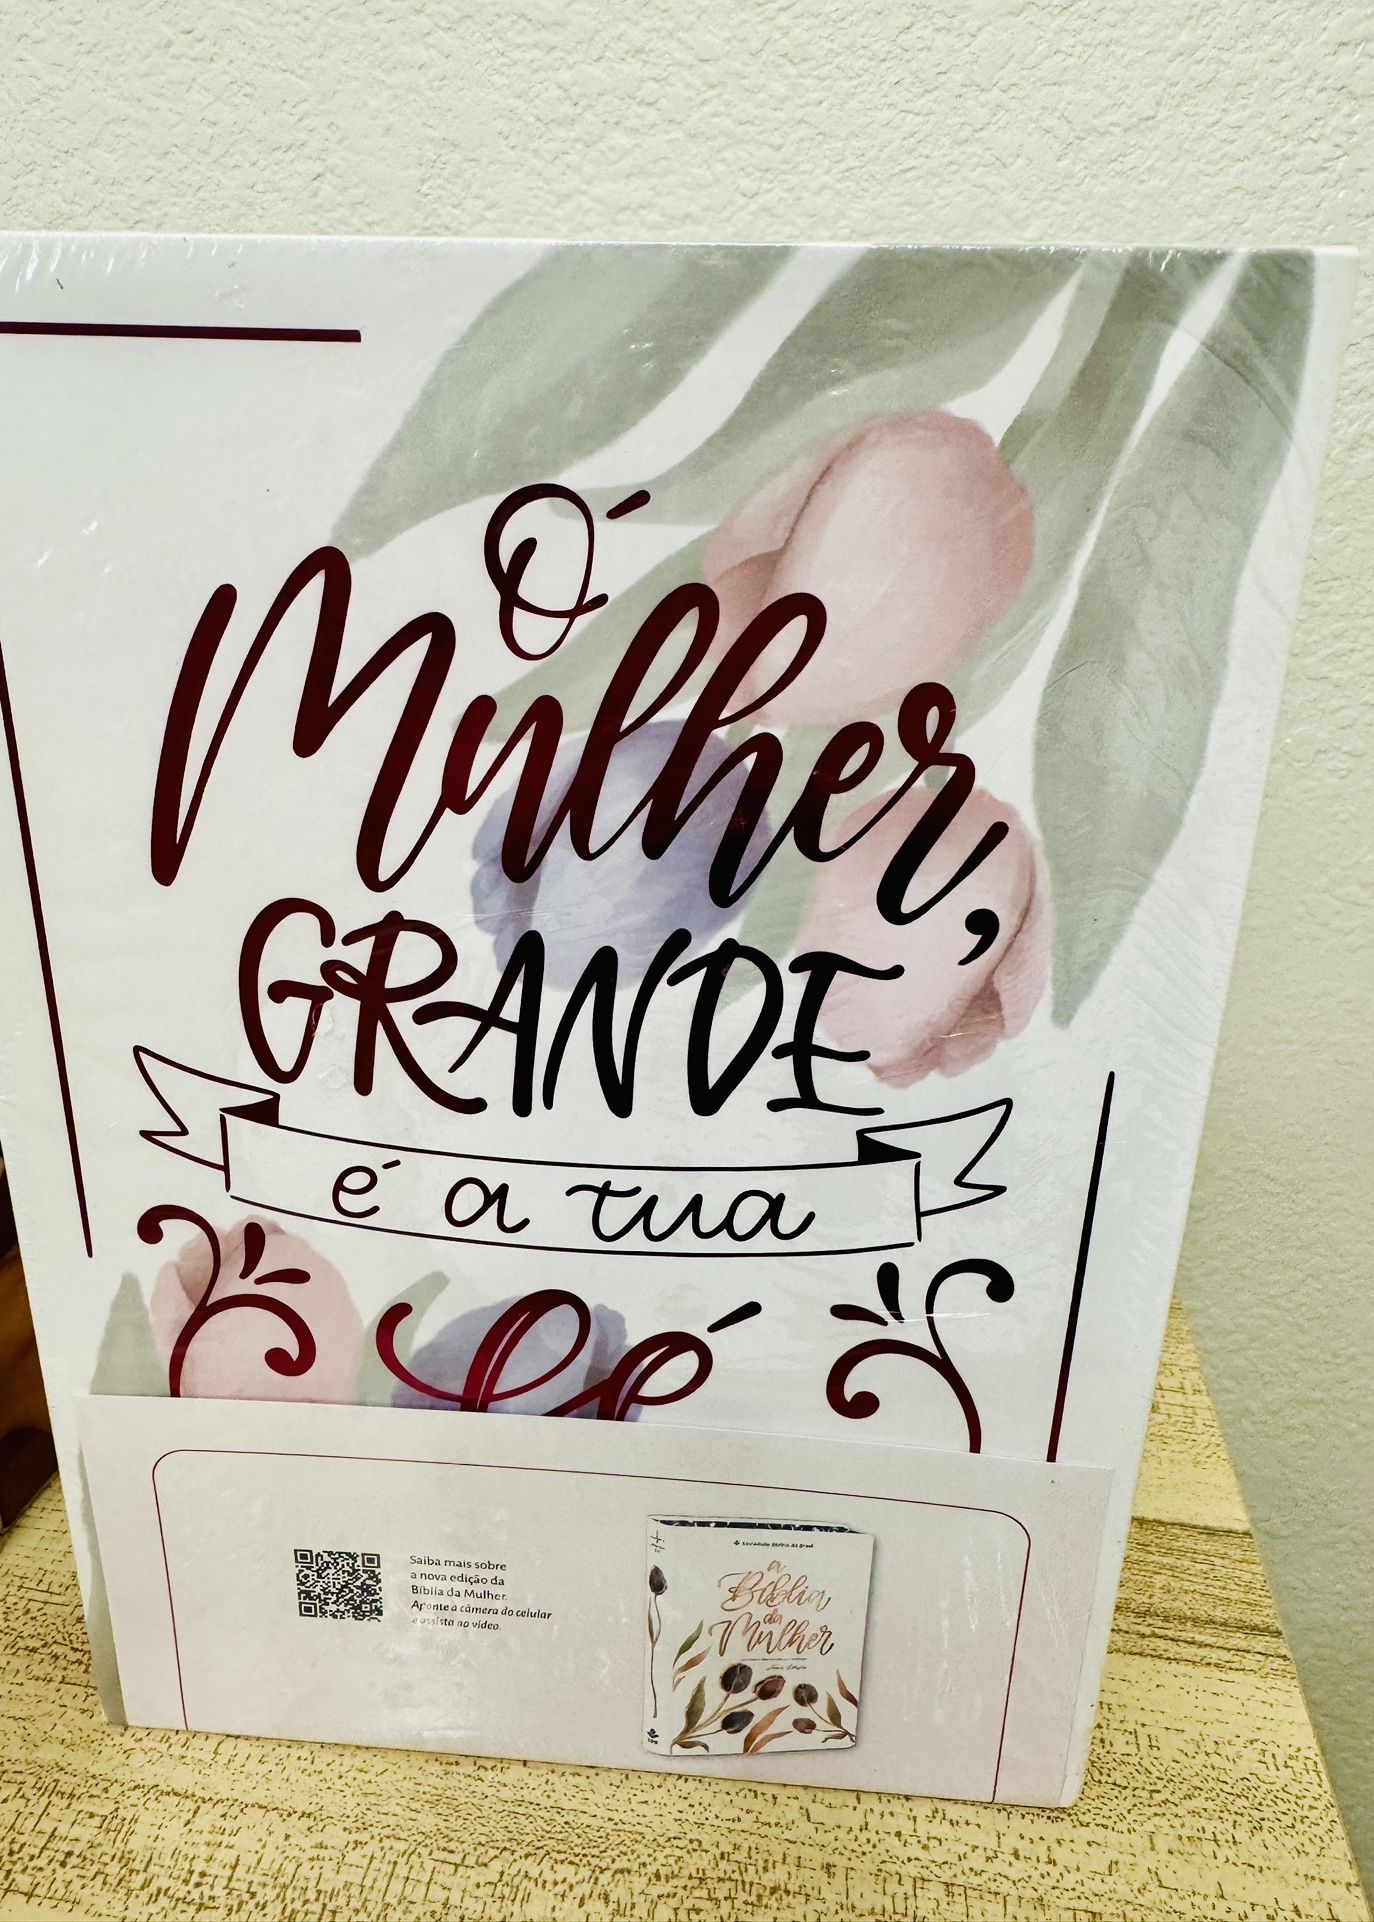 Ó
Mulher,
GRANDE
é a tua
fé
Saiba mais sobre
a nova edição da
Bíblia da Mulher.
Aponte a câmera do celular
e assista ao vídeo.
a
Bíblia
da
Mulher